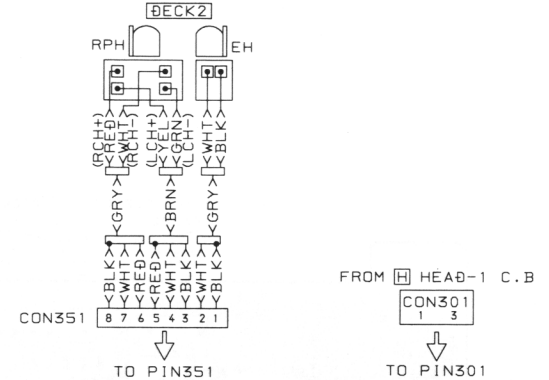 DECK2
RPH
EH
(RCH+) <RED> <WHT> (RCH-) (LCH+) <YEL> <GRN> (LCH-) <WHT> <BLK>
<GRY> <BRN> <GRY>
<BLK> <WHT> <RED> <RED> <WHT> <BLK> <WHT> <BLK>
CON351 8 7 6 5 4 3 2 1
TO PIN351
FROM H HEAD-1 C.B
CON301
1 3
TO PIN301